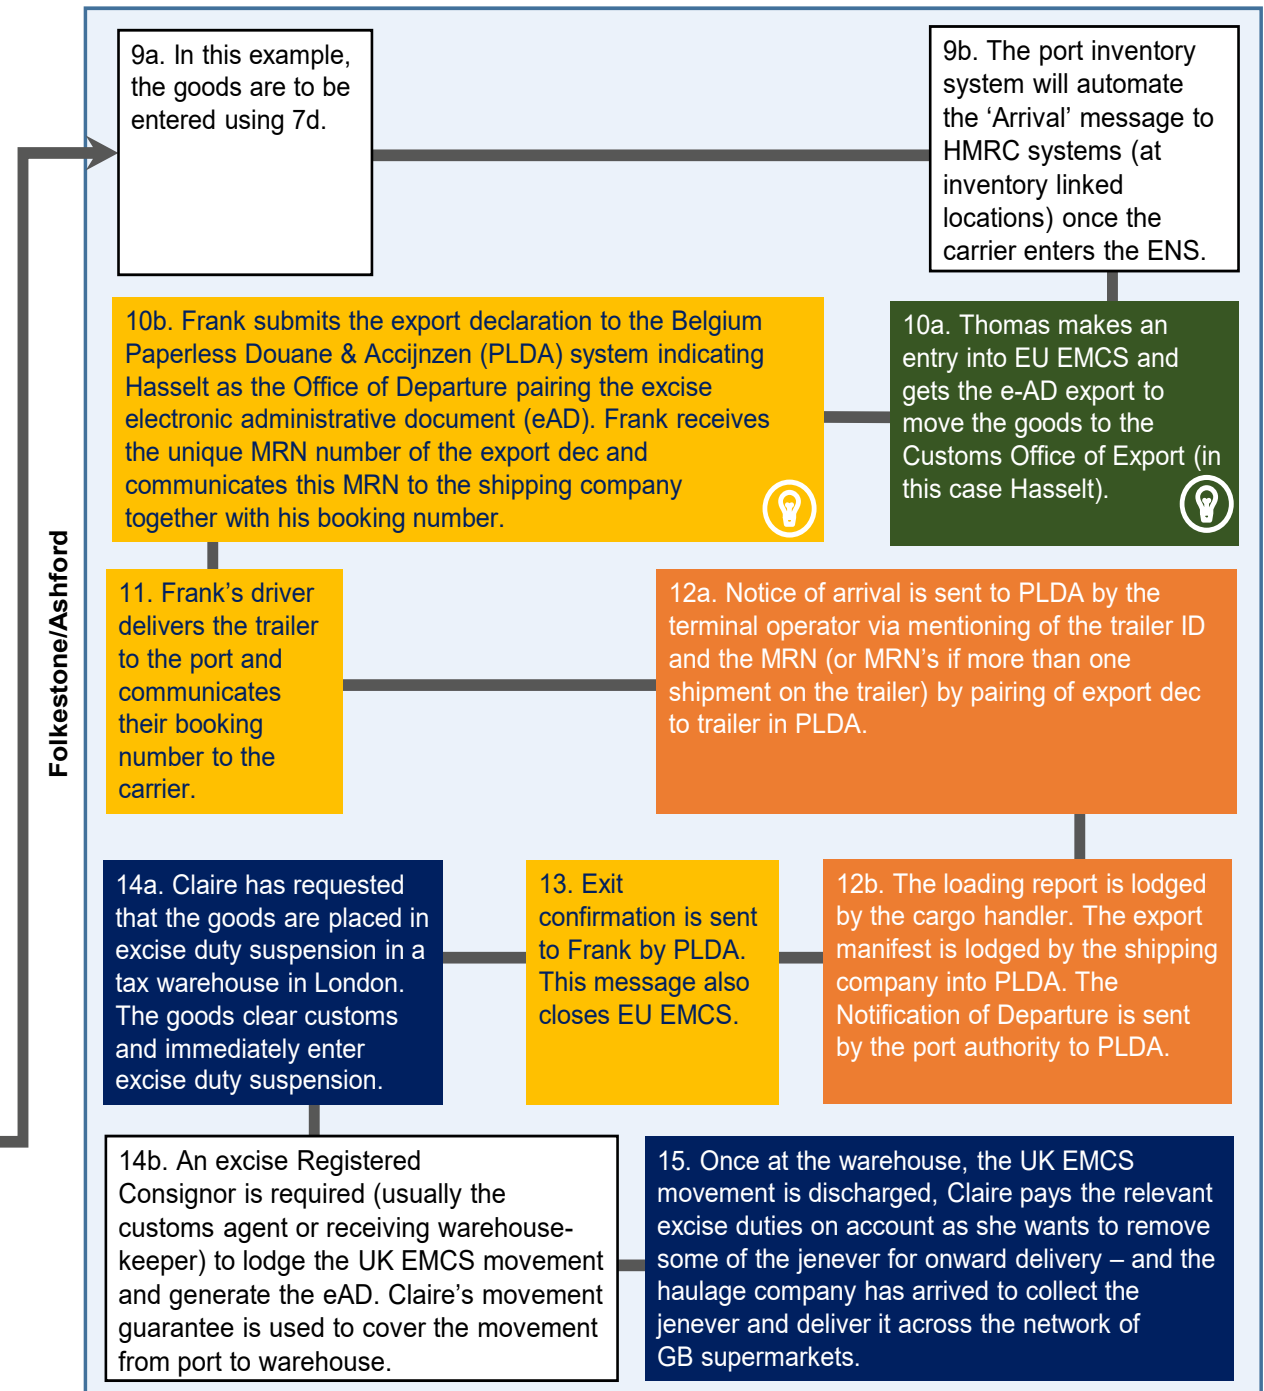 9a. In this example,
the goods are to be
entered using 7d.
9b. The port inventory
system will automate
the ‘Arrival’ message to
HMRC systems (at
inventory linked
locations) once the
carrier enters the ENS.
10a. Thomas makes an
entry into EU EMCS and
gets the e-AD export to
move the goods to the
Customs Office of Export (in
this case Hasselt).
10b. Frank submits the export declaration to the Belgium
Paperless Douane & Accijnzen (PLDA) system indicating
Hasselt as the Office of Departure pairing the excise
electronic administrative document (eAD). Frank receives
the unique MRN number of the export dec and
communicates this MRN to the shipping company
together with his booking number.
Folkestone/Ashford
11. Frank’s driver
delivers the trailer
to the port and
communicates
their booking
number to the
carrier.
12a. Notice of arrival is sent to PLDA by the
terminal operator via mentioning of the trailer ID
and the MRN (or MRN’s if more than one
shipment on the trailer) by pairing of export dec
to trailer in PLDA.
12b. The loading report is lodged
by the cargo handler. The export
manifest is lodged by the shipping
company into PLDA. The
Notification of Departure is sent
by the port authority to PLDA.
13. Exit
confirmation is sent
to Frank by PLDA.
This message also
closes EU EMCS.
14a. Claire has requested
that the goods are placed in
excise duty suspension in a
tax warehouse in London.
The goods clear customs
and immediately enter
excise duty suspension.
14b. An excise Registered
Consignor is required (usually the
customs agent or receiving warehouse-
keeper) to lodge the UK EMCS movement
and generate the eAD. Claire’s movement
guarantee is used to cover the movement
from port to warehouse.
15. Once at the warehouse, the UK EMCS
movement is discharged, Claire pays the relevant
excise duties on account as she wants to remove
some of the jenever for onward delivery – and the
haulage company has arrived to collect the
jenever and deliver it across the network of
GB supermarkets.